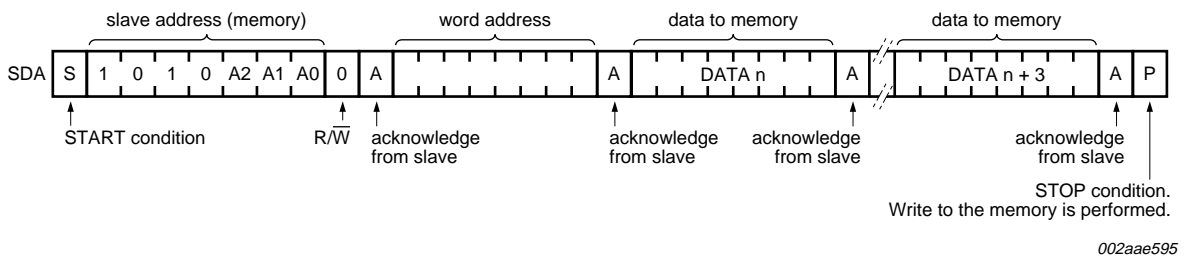 slave address (memory) word address data to memory data to memory
SDA S 1 0 1 0 A2 A1 A0 0 A A DATA n A DATA n + 3 A P
START condition R/W̅ acknowledge from slave acknowledge from slave acknowledge from slave acknowledge from slave
STOP condition.
Write to the memory is performed.
002aae595